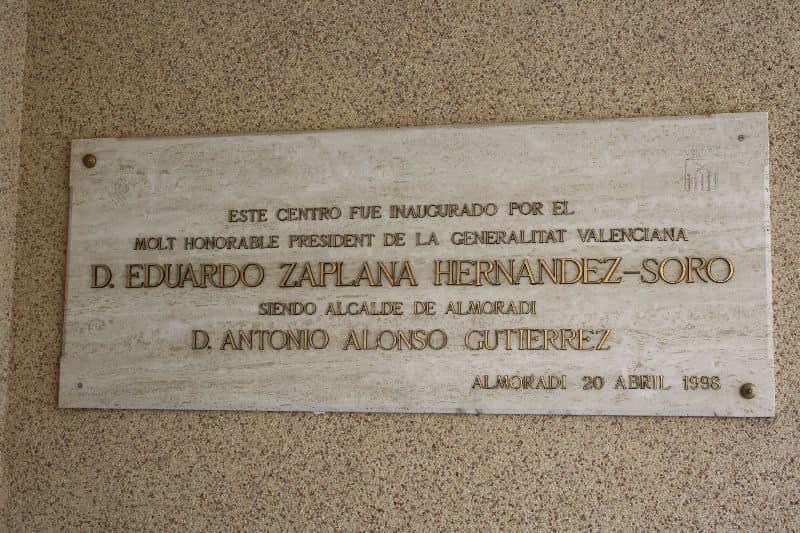 ESTE CENTRO FUE INAUGURADO POR EL
MOLT HONORABLE PRESIDENT DE LA GENERALITAT VALENCIANA
D. EDUARDO ZAPLANA HERNANDEZ-SORO
SIENDO ALCALDE DE ALMORADI
D. ANTONIO ALONSO GUTIERREZ
ALMORADI 20 ABRIL 1998